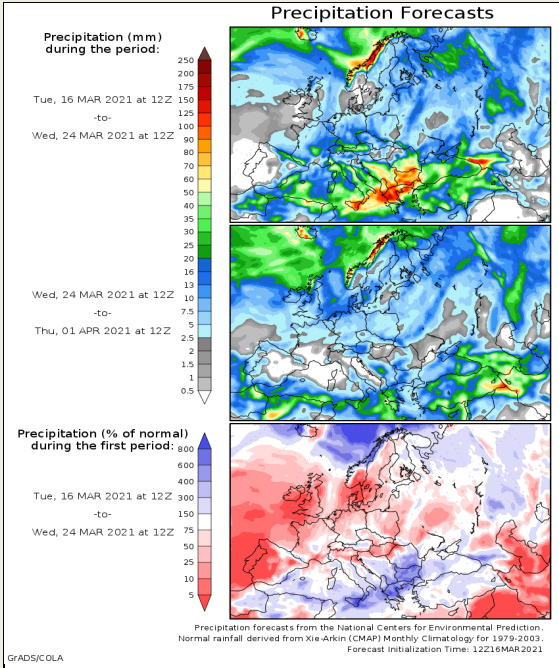 Precipitation Forecasts
Precipitation (mm)
during the period:
Tue, 16 MAR 2021 at 12Z
-to-
Wed, 24 MAR 2021 at 12Z
250
200
175
150
125
100
90
80
70
60
50
40
35
30
25
20
16
13
10
7.5
5
2.5
2
1.5
1
0.5
Wed, 24 MAR 2021 at 12Z
-to-
Thu, 01 APR 2021 at 12Z
Precipitation (% of normal)
during the first period:
Tue, 16 MAR 2021 at 12Z
-to-
Wed, 24 MAR 2021 at 12Z
800
600
400
300
150
75
50
25
10
5
Precipitation forecasts from the National Centers for Environmental Prediction.
Normal rainfall derived from Xie-Arkin (CMAP) Monthly Climatology for 1979-2003.
Forecast Initialization Time: 12Z16MAR2021
GrADS/COLA